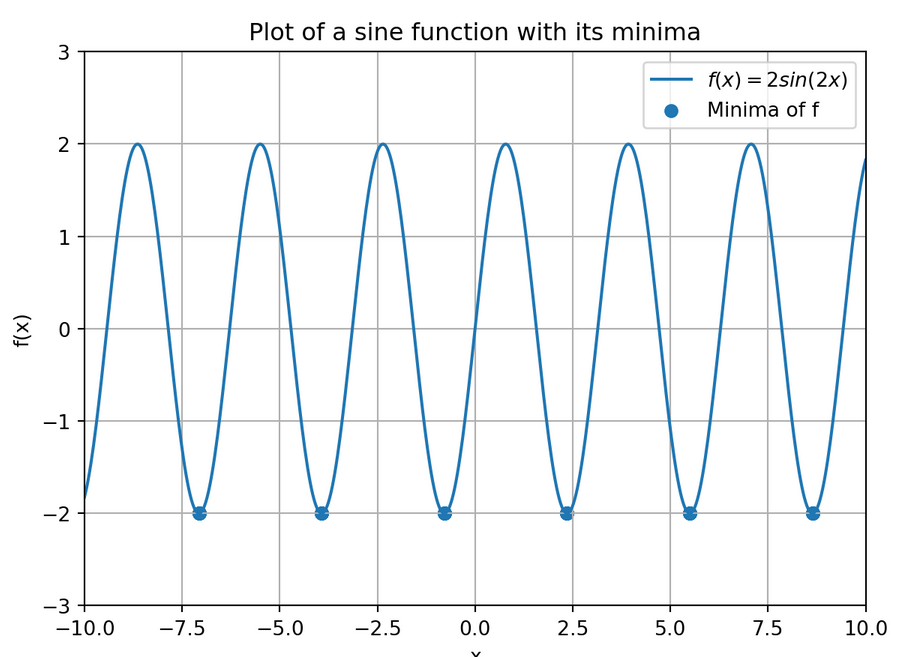 Plot of a sine function with its minima
f(x) = 2sin(2x)
Minima of f
3
2
1
0
−1
−2
−3
f(x)
−10.0 −7.5 −5.0 −2.5 0.0 2.5 5.0 7.5 10.0
x